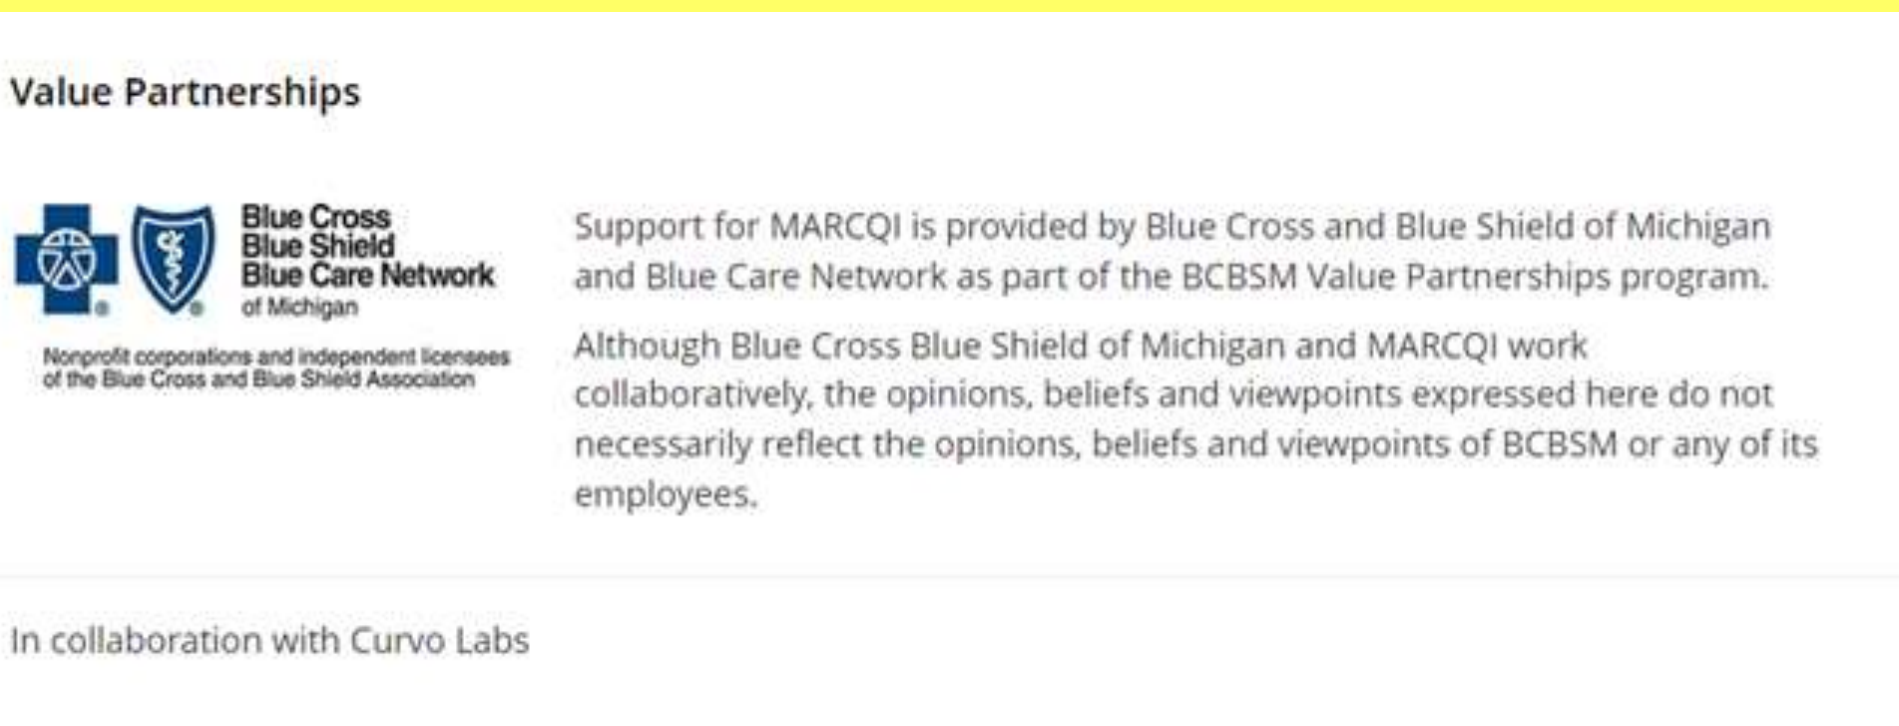 Value Partnerships
Blue Cross
Blue Shield
Blue Care Network
of Michigan
Nonprofit corporations and independent licensees
of the Blue Cross and Blue Shield Association
Support for MARCQI is provided by Blue Cross and Blue Shield of Michigan
and Blue Care Network as part of the BCBSM Value Partnerships program.
Although Blue Cross Blue Shield of Michigan and MARCQI work
collaboratively, the opinions, beliefs and viewpoints expressed here do not
necessarily reflect the opinions, beliefs and viewpoints of BCBSM or any of its
employees.
In collaboration with Curvo Labs